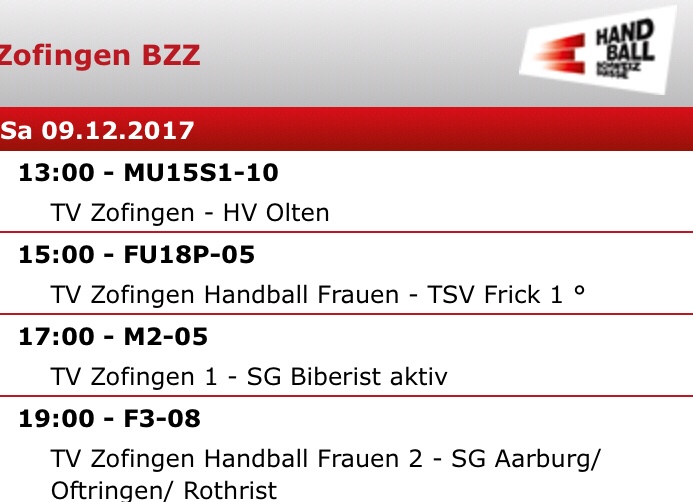 Zofingen BZZ
HAND
BALL
SCHWEIZ
SUISSE
Sa 09.12.2017
13:00 - MU15S1-10
TV Zofingen - HV Olten
15:00 - FU18P-05
TV Zofingen Handball Frauen - TSV Frick 1 °
17:00 - M2-05
TV Zofingen 1 - SG Biberist aktiv
19:00 - F3-08
TV Zofingen Handball Frauen 2 - SG Aarburg/
Oftringen/ Rothrist